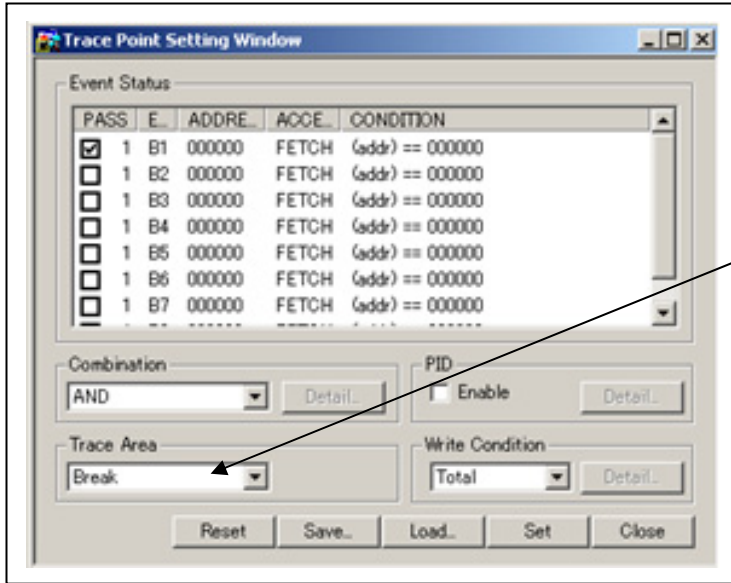 Trace Point Setting Window
Event Status
PASS E... ADDRE... ACCE... CONDITION
1 B1 000000 FETCH (addr) == 000000
1 B2 000000 FETCH (addr) == 000000
1 B3 000000 FETCH (addr) == 000000
1 B4 000000 FETCH (addr) == 000000
1 B5 000000 FETCH (addr) == 000000
1 B6 000000 FETCH (addr) == 000000
1 B7 000000 FETCH (addr) == 000000
Combination
AND Detail...
PID
Enable Detail...
Trace Area
Break
Write Condition
Total Detail...
Reset Save... Load... Set Close